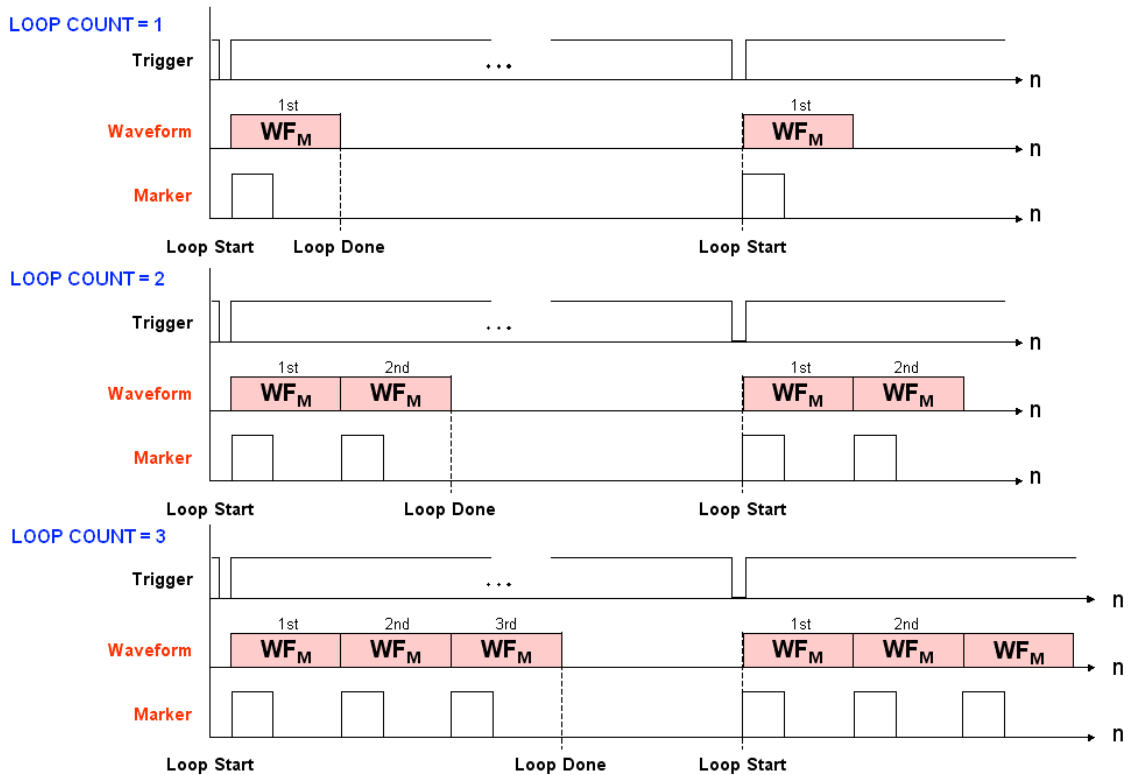 LOOP COUNT = 1
Trigger
... n
1st 1st
Waveform WFM WFM
n
Marker
n
Loop Start Loop Done Loop Start
LOOP COUNT = 2
Trigger
... n
1st 2nd 1st 2nd
Waveform WFM WFM WFM WFM
n
Marker
n
Loop Start Loop Done Loop Start
LOOP COUNT = 3
Trigger
... n
1st 2nd 3rd 1st 2nd
Waveform WFM WFM WFM WFM WFM WFM
n
Marker
n
Loop Start Loop Done Loop Start